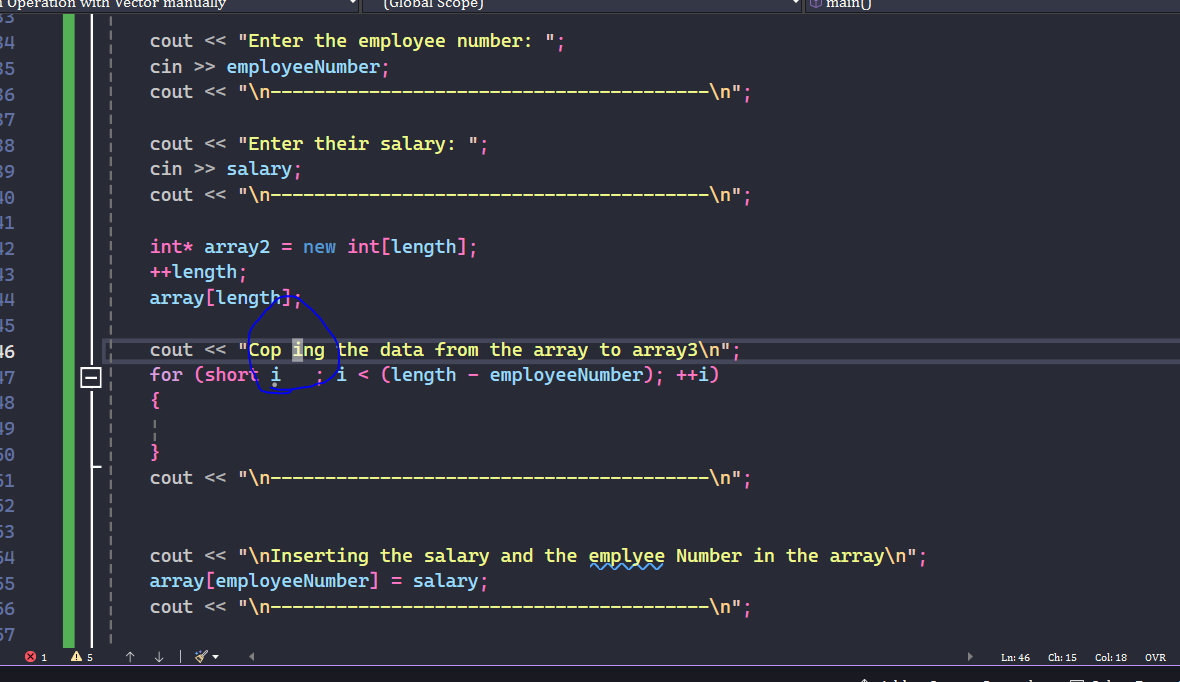 Operation with Vector manually (Global Scope) main()
34 cout << "Enter the employee number: ";
35 cin >> employeeNumber;
36 cout << "\n----------------------------------------\n";
37
38 cout << "Enter their salary: ";
39 cin >> salary;
40 cout << "\n----------------------------------------\n";
41
42 int* array2 = new int[length];
43 ++length;
44 array[length];
45
46 cout << "Cop ing the data from the array to array3\n";
47 for (short i   ; i < (length - employeeNumber); ++i)
48 {
49
50 }
51 cout << "\n----------------------------------------\n";
52
53
54 cout << "\nInserting the salary and the emplyee Number in the array\n";
55 array[employeeNumber] = salary;
56 cout << "\n----------------------------------------\n";
57
1 5 Ln: 46 Ch: 15 Col: 18 OVR